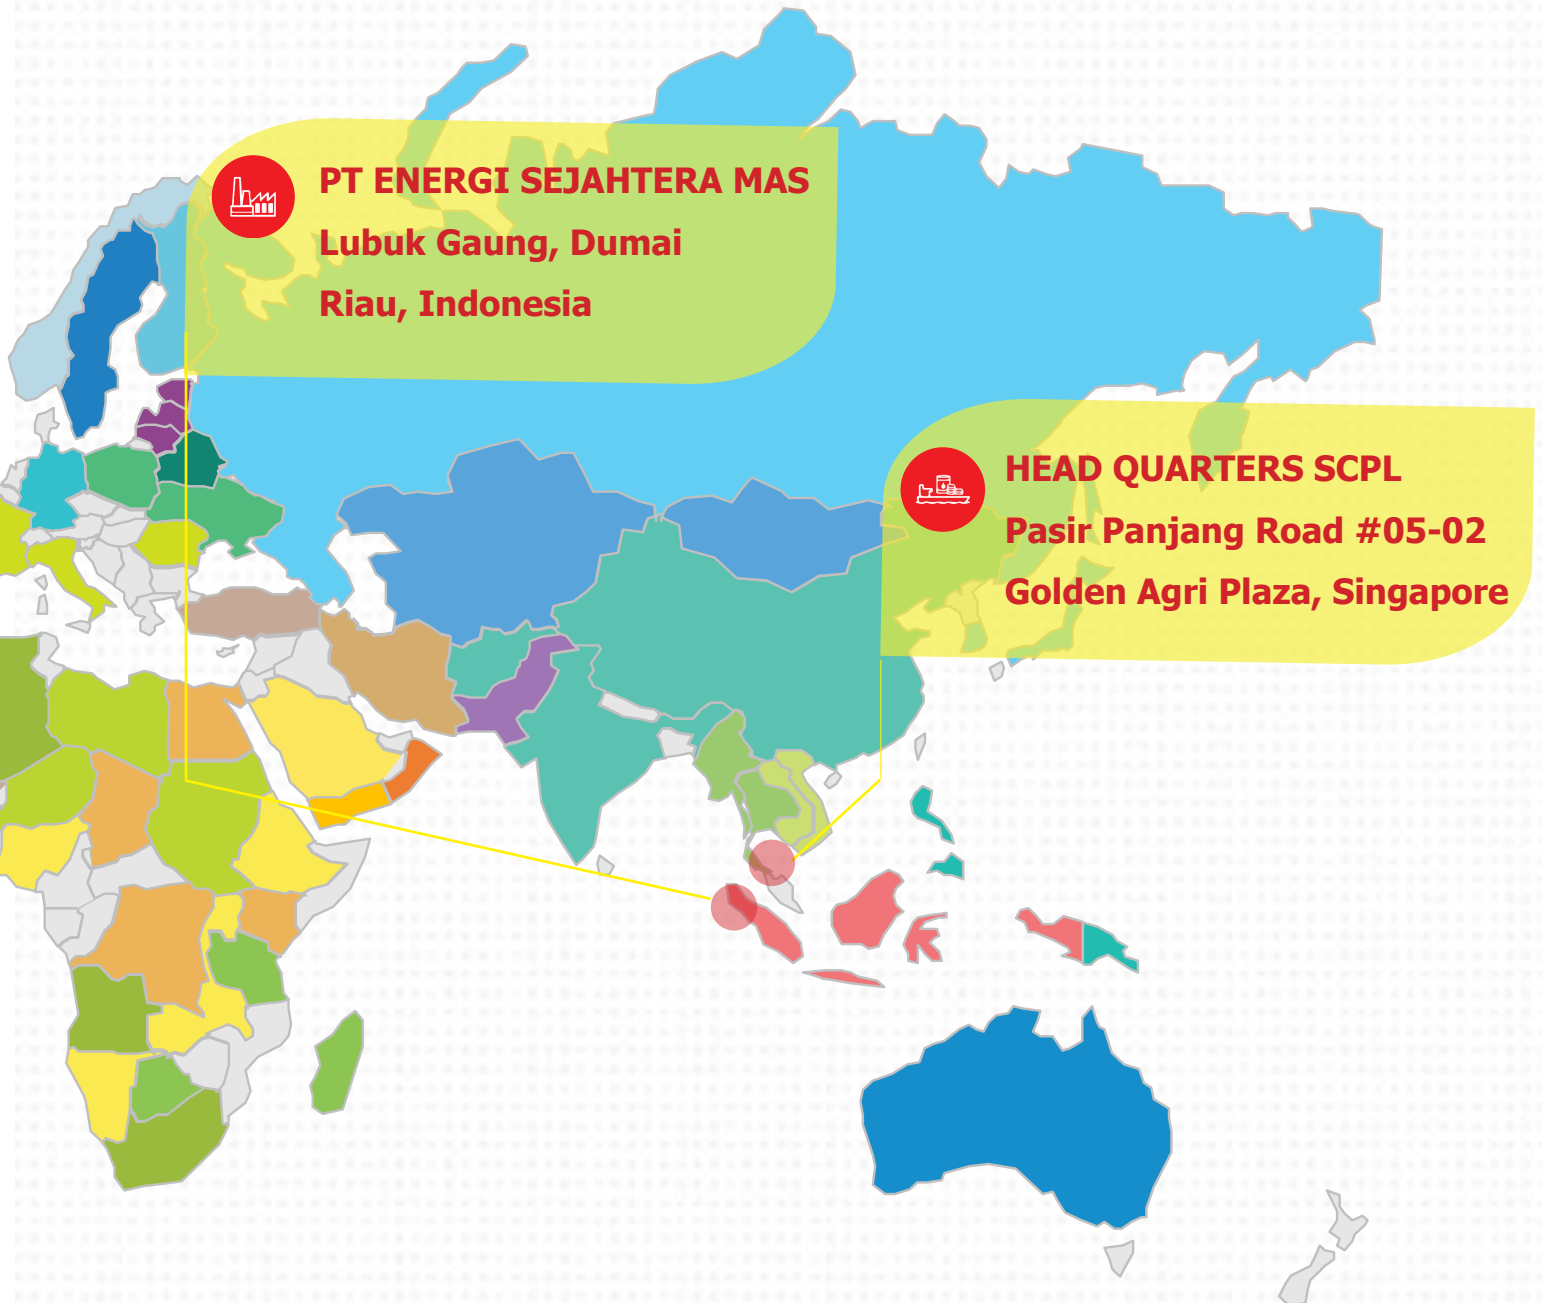 PT ENERGI SEJAHTERA MAS
Lubuk Gaung, Dumai
Riau, Indonesia
HEAD QUARTERS SCPL
Pasir Panjang Road #05-02
Golden Agri Plaza, Singapore